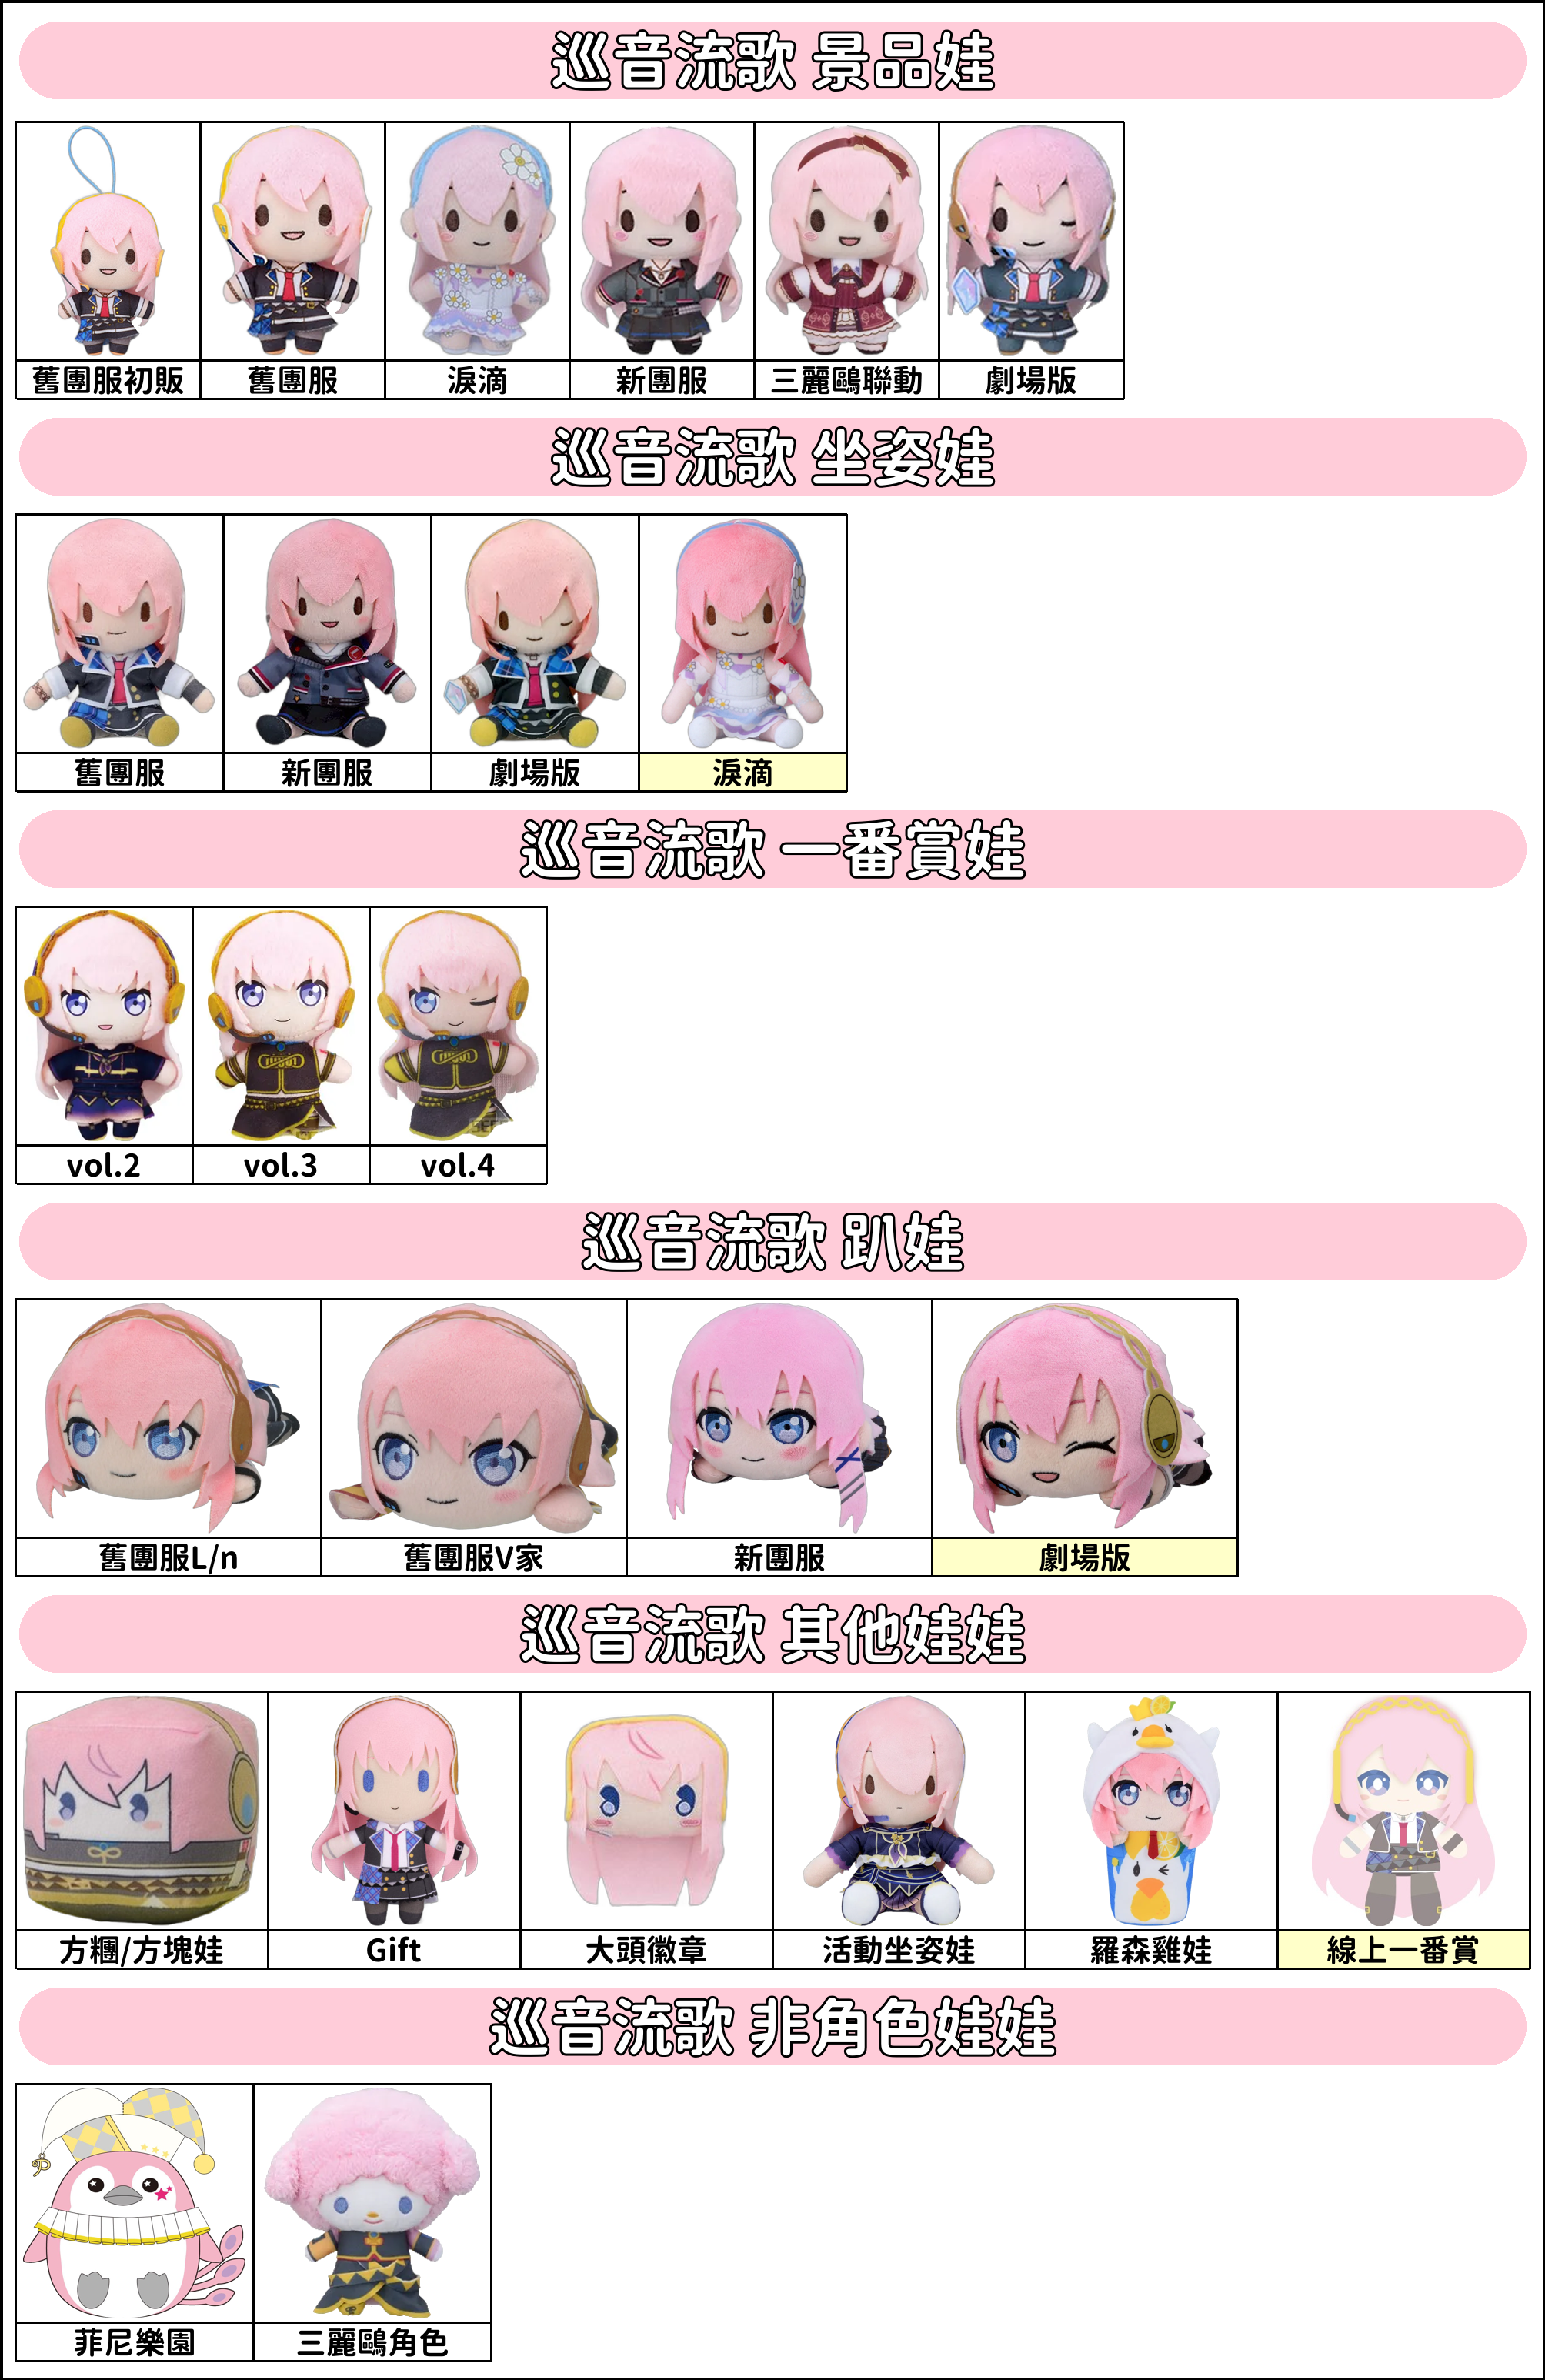 巡音流歌 景品娃
舊團服初販 舊團服 淚滴 新團服 三麗鷗聯動 劇場版
巡音流歌 坐姿娃
舊團服 新團服 劇場版 淚滴
巡音流歌 一番賞娃
vol.2 vol.3 vol.4
巡音流歌 趴娃
舊團服L/n 舊團服V家 新團服 劇場版
巡音流歌 其他娃娃
方糰/方塊娃 Gift 大頭徽章 活動坐姿娃 羅森雞娃 線上一番賞
巡音流歌 非角色娃娃
菲尼樂園 三麗鷗角色